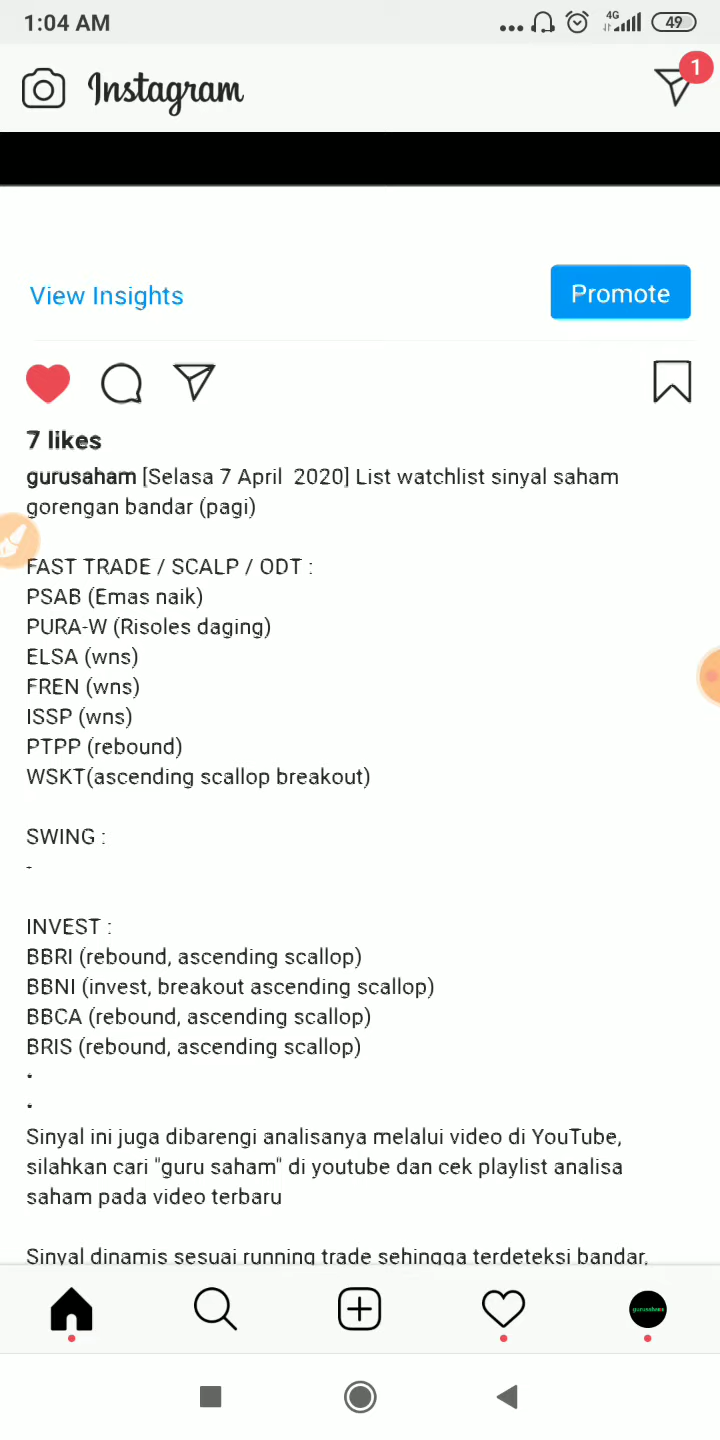 1:04 AM
4G
49
Instagram
1
View Insights
Promote
7 likes
gurusaham [Selasa 7 April  2020] List watchlist sinyal saham
gorengan bandar (pagi)
FAST TRADE / SCALP / ODT :
PSAB (Emas naik)
PURA-W (Risoles daging)
ELSA (wns)
FREN (wns)
ISSP (wns)
PTPP (rebound)
WSKT(ascending scallop breakout)
SWING :
-
INVEST :
BBRI (rebound, ascending scallop)
BBNI (invest, breakout ascending scallop)
BBCA (rebound, ascending scallop)
BRIS (rebound, ascending scallop)
•
•
Sinyal ini juga dibarengi analisanya melalui video di YouTube,
silahkan cari "guru saham" di youtube dan cek playlist analisa
saham pada video terbaru
Sinyal dinamis sesuai running trade sehingga terdeteksi bandar.
gurusaham